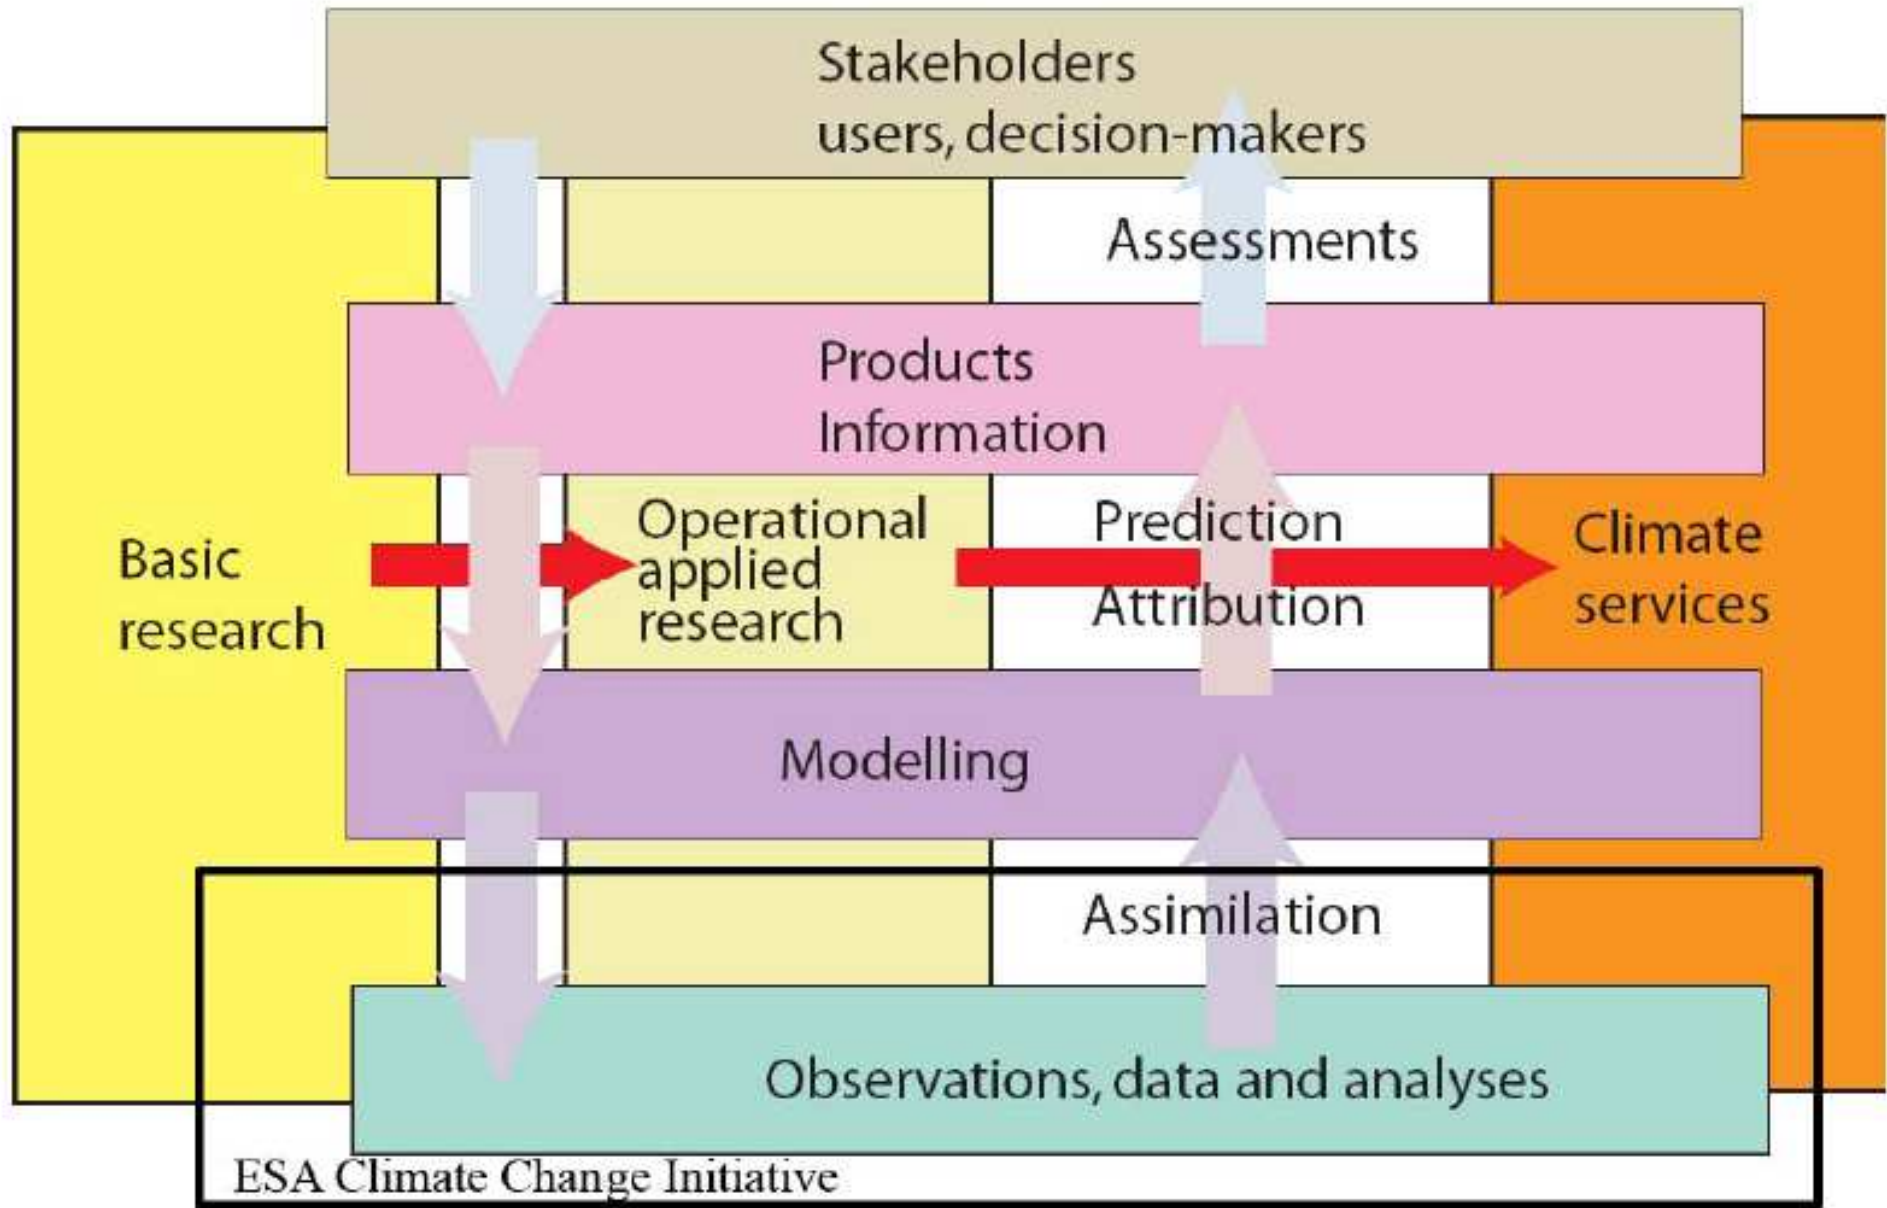 Stakeholders
users, decision-makers
Assessments
Products
Information
Basic
research
Operational
applied
research
Prediction
Attribution
Climate
services
Modelling
Assimilation
Observations, data and analyses
ESA Climate Change Initiative